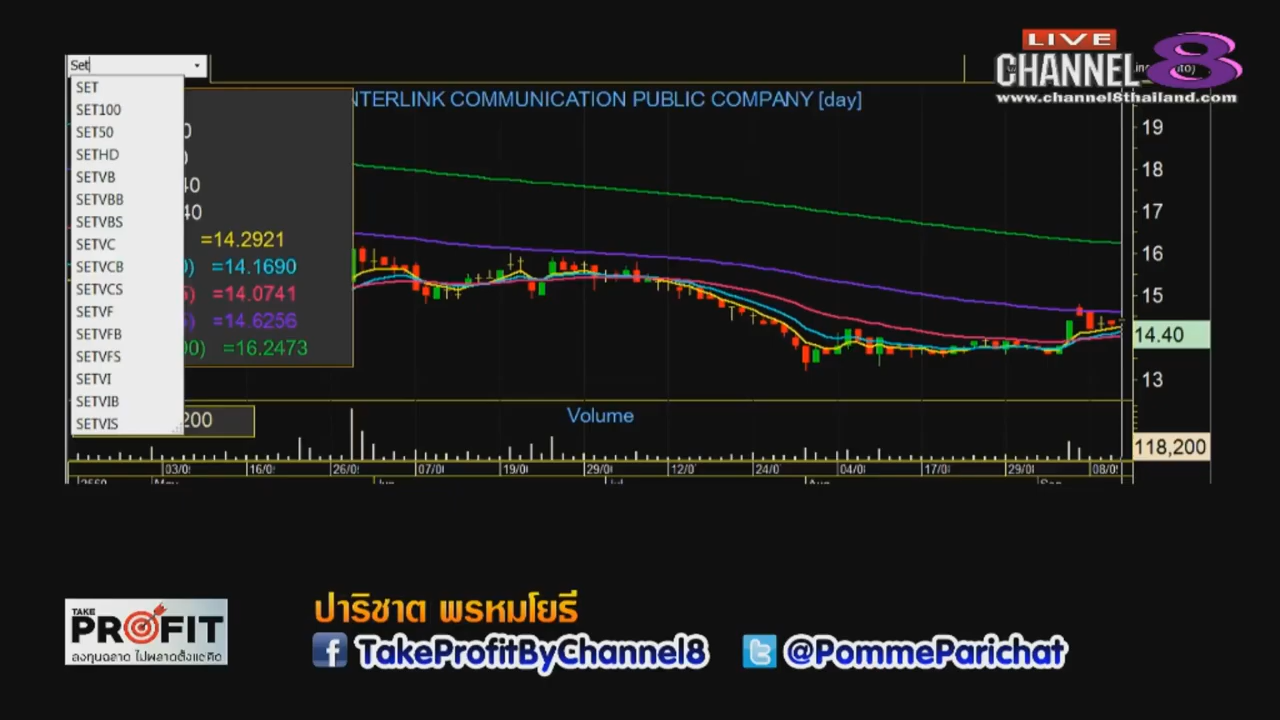 LIVE
CHANNEL 8
www.channel8thailand.com
Set
SET
SET100
SET50
SETHD
SETVB
SETVBB
SETVBS
SETVC
SETVCB
SETVCS
SETVF
SETVFB
SETVFS
SETVI
SETVIB
SETVIS
NTERLINK COMMUNICATION PUBLIC COMPANY [day]
=14.2921
=14.1690
=14.0741
=14.6256
=16.2473
19
18
17
16
15
14.40
13
Volume
200
118,200
03/0
16/0
26/0
07/0
19/0
29/0
12/0
24/0
04/0
17/0
29/0
08/0
TAKE
PROFIT
ลงทุนฉลาด ไม่พลาดตั้งแต่คิด
ปาริชาต พรหมโยธี
f TakeProfitByChannel8
t @PommeParichat